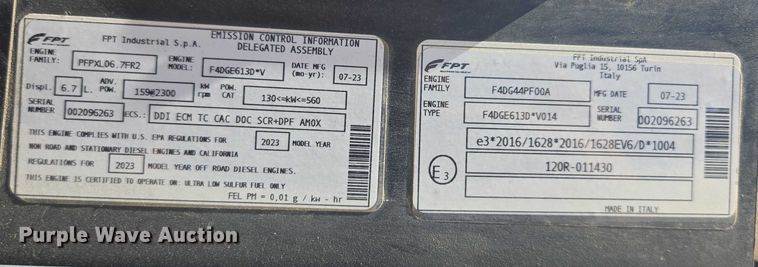 FPT
FPT Industrial S.p.A.
EMISSION CONTROL INFORMATION
DELEGATED ASSEMBLY
ENGINE FAMILY: PFPXL06.7FR2 ENGINE MODEL: F4DGE613D*V DATE MFG (mo-yr): 07-23
Displ. 6.7 L. ADV. POW. 159@2300 kW rpm POW. CAT 130<=kW<=560
SERIAL NUMBER 002096263 ECS.: DDI ECM TC CAC DOC SCR+DPF AMOX
THIS ENGINE COMPLIES WITH U.S. EPA REGULATIONS FOR 2023 MODEL YEAR
NON ROAD AND STATIONARY DIESEL ENGINES AND CALIFORNIA
REGULATIONS FOR 2023 MODEL YEAR OFF ROAD DIESEL ENGINES.
THIS ENGINE IS CERTIFIED TO OPERATE ON: ULTRA LOW SULFUR FUEL ONLY
FEL PM = 0,01 g / kw - hr
FPT
FPT Industrial SpA
Via Puglia 15, 10156 Turin
Italy
ENGINE FAMILY F4DG44PF00A MFG DATE 07-23
ENGINE TYPE F4DGE613D*V014 SERIAL NUMBER 002096263
e3*2016/1628*2016/1628EV6/D*1004
E3 120R-011430
MADE IN ITALY
Purple Wave Auction